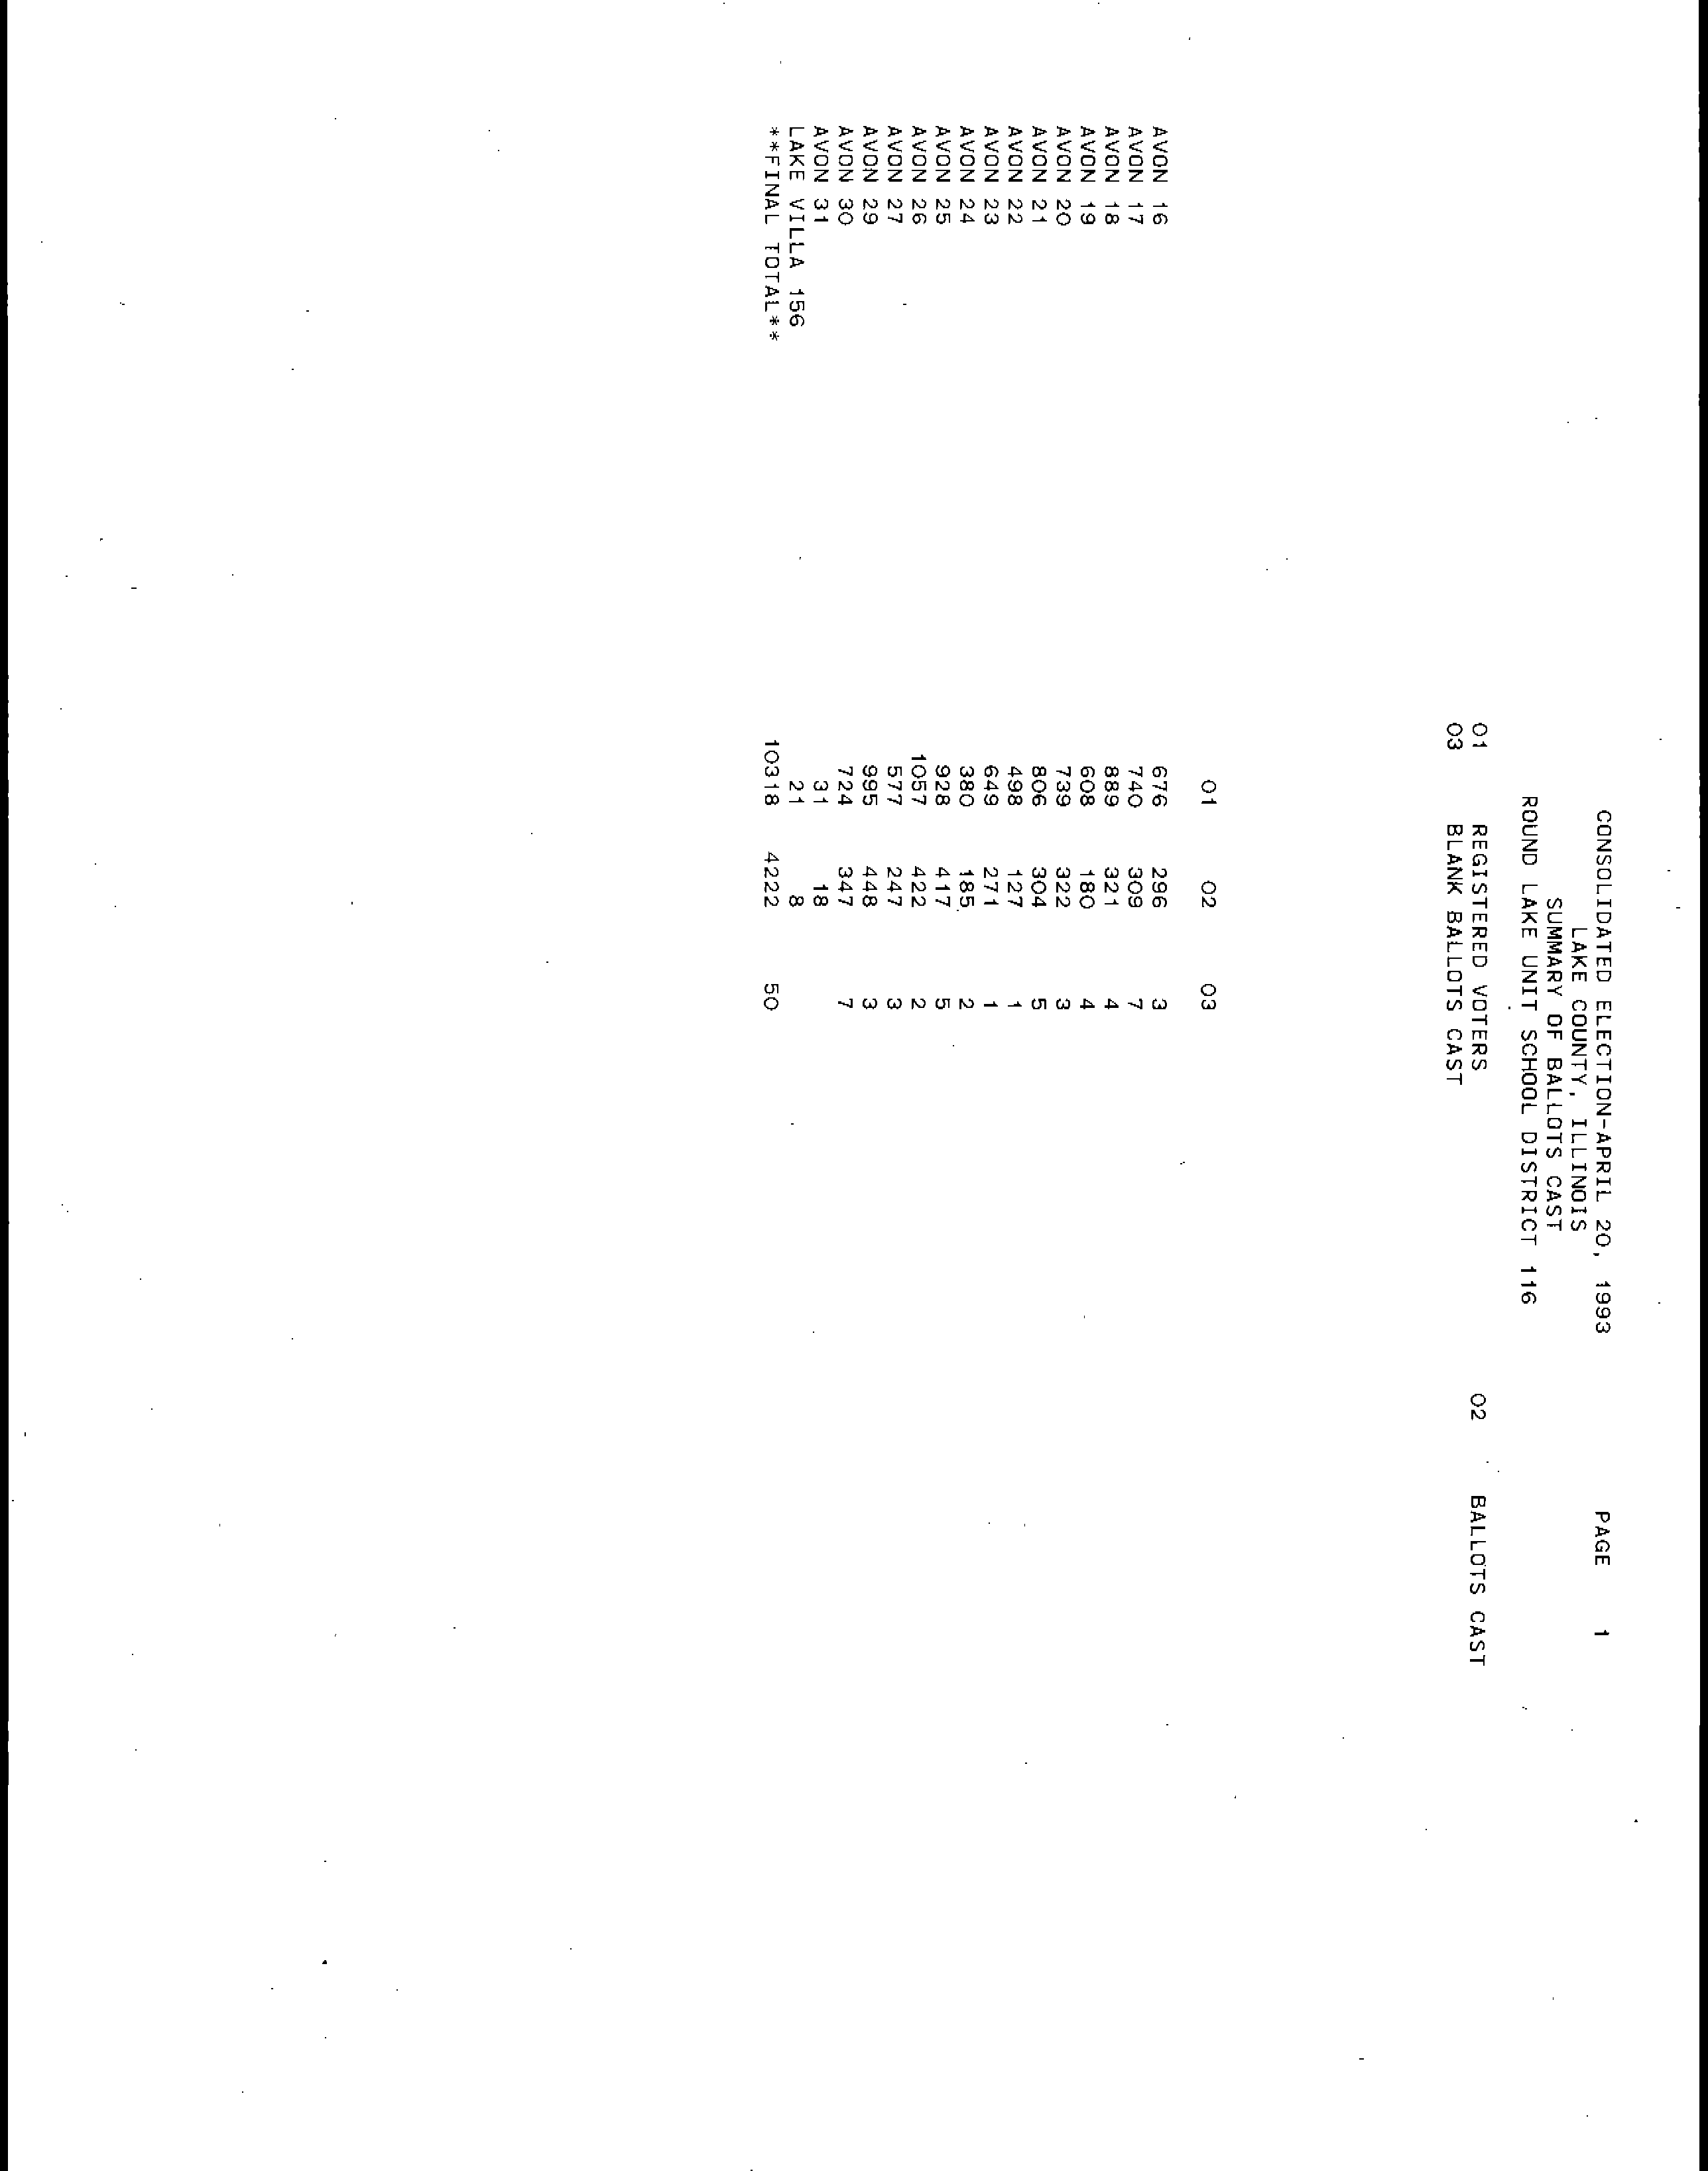 CONSOLIDATED ELECTION-APRIL 20, 1993 PAGE 1
LAKE COUNTY, ILLINOIS
SUMMARY OF BALLOTS CAST
ROUND LAKE UNIT SCHOOL DISTRICT 116
01 REGISTERED VOTERS 02 BALLOTS CAST
03 BLANK BALLOTS CAST
01 02 03
AVON 16 676 296 3
AVON 17 740 309 7
AVON 18 889 321 4
AVON 19 608 180 4
AVON 20 739 322 3
AVON 21 806 304 5
AVON 22 498 127 1
AVON 23 649 271 1
AVON 24 380 185 2
AVON 25 928 417 5
AVON 26 1057 422 2
AVON 27 577 247 3
AVON 29 995 448 3
AVON 30 724 347 7
AVON 31 31 18
LAKE VILLA 156 21 8
**FINAL TOTAL** 10318 4222 50